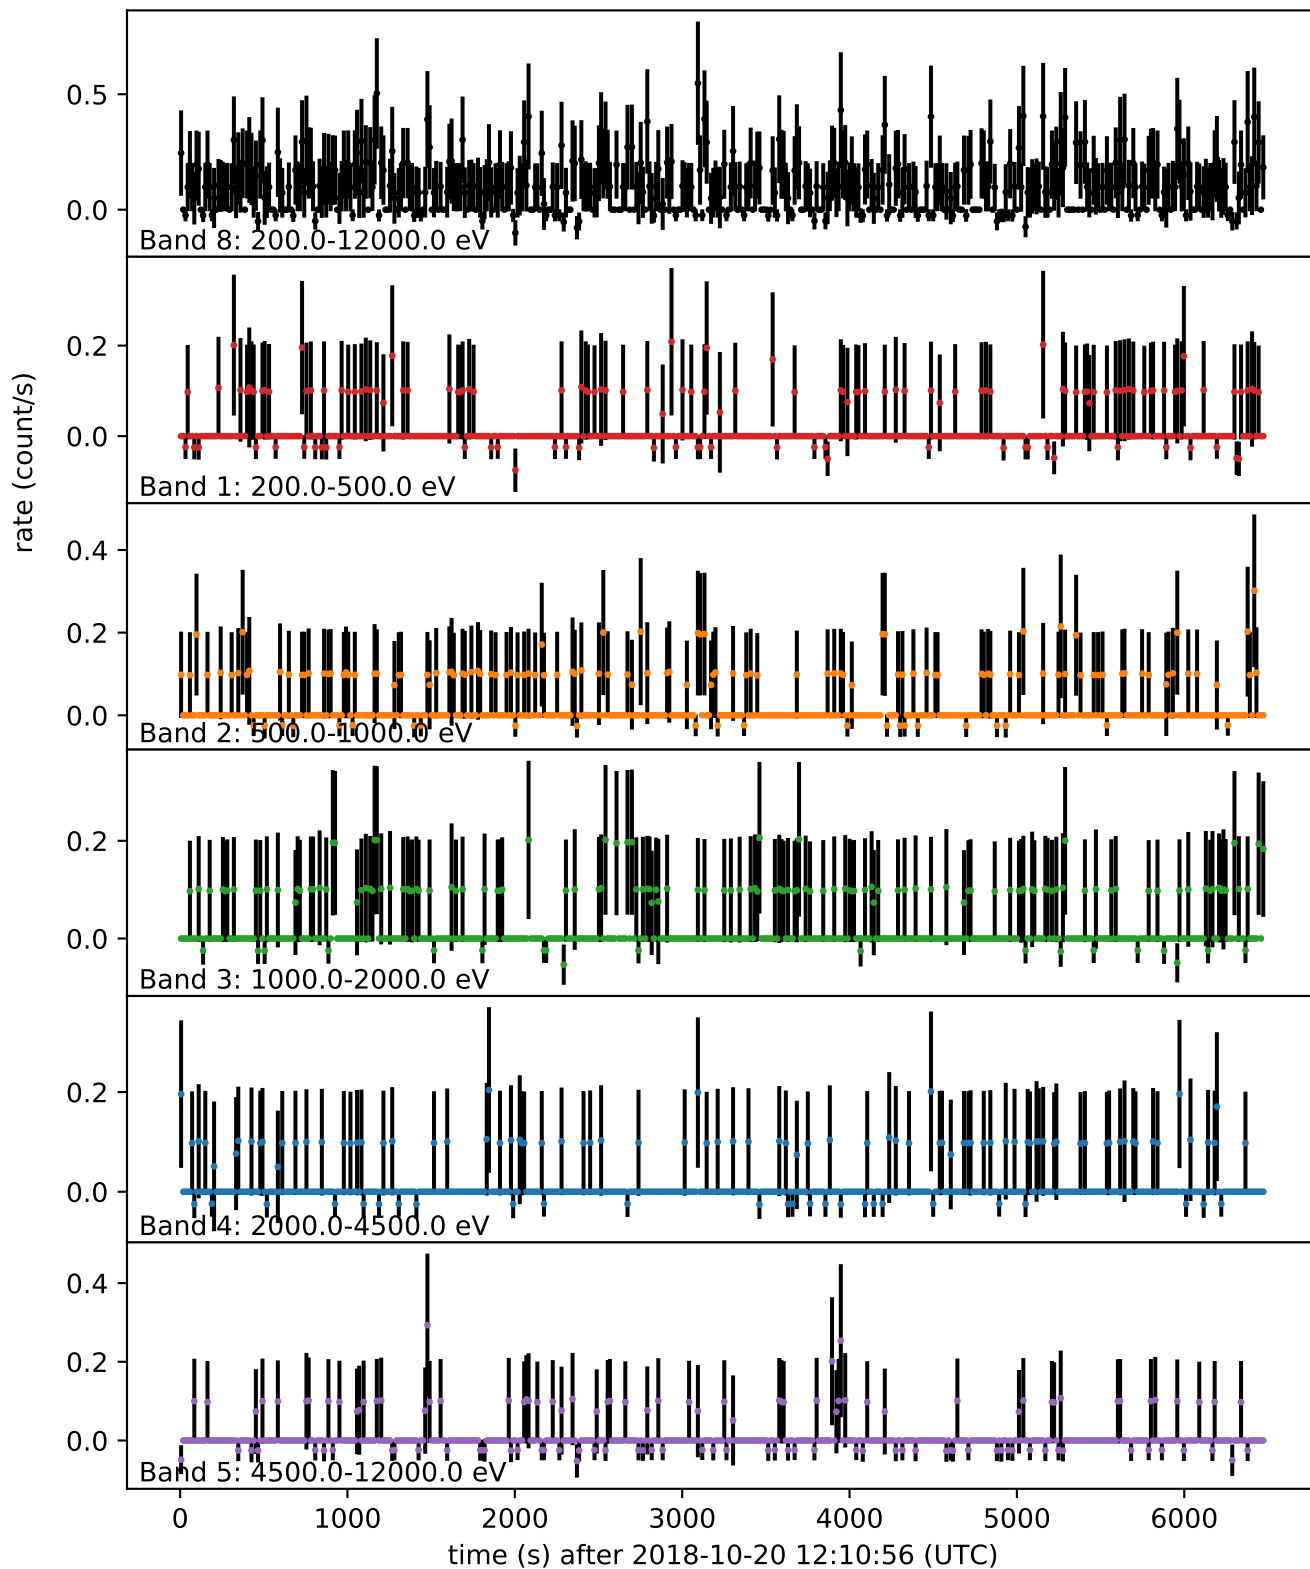 0.5
0.0
Band 8: 200.0-12000.0 eV
0.2
0.0
Band 1: 200.0-500.0 eV
rate (count/s)
0.4
0.2
0.0
Band 2: 500.0-1000.0 eV
0.2
0.0
Band 3: 1000.0-2000.0 eV
0.2
0.0
Band 4: 2000.0-4500.0 eV
0.4
0.2
0.0
Band 5: 4500.0-12000.0 eV
0 1000 2000 3000 4000 5000 6000
time (s) after 2018-10-20 12:10:56 (UTC)